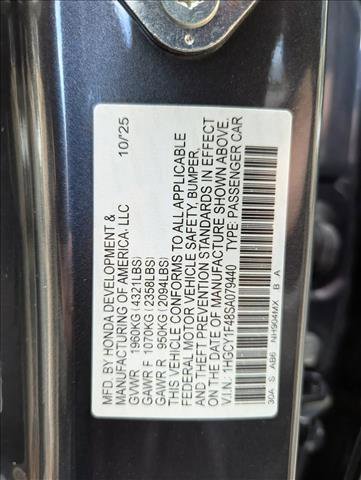 MFD. BY HONDA DEVELOPMENT &
MANUFACTURING OF AMERICA, LLC 10/25
GVWR 1960KG ( 4321LBS)
GAWR F 1070KG ( 2358LBS)
GAWR R 950KG ( 2094LBS)
THIS VEHICLE CONFORMS TO ALL APPLICABLE
FEDERAL MOTOR VEHICLE SAFETY, BUMPER,
AND THEFT PREVENTION STANDARDS IN EFFECT
ON THE DATE OF MANUFACTURE SHOWN ABOVE.
V.I.N.: 1HGCY1F48SA079440 TYPE: PASSENGER CAR
30A S AB6 NH904MX B A